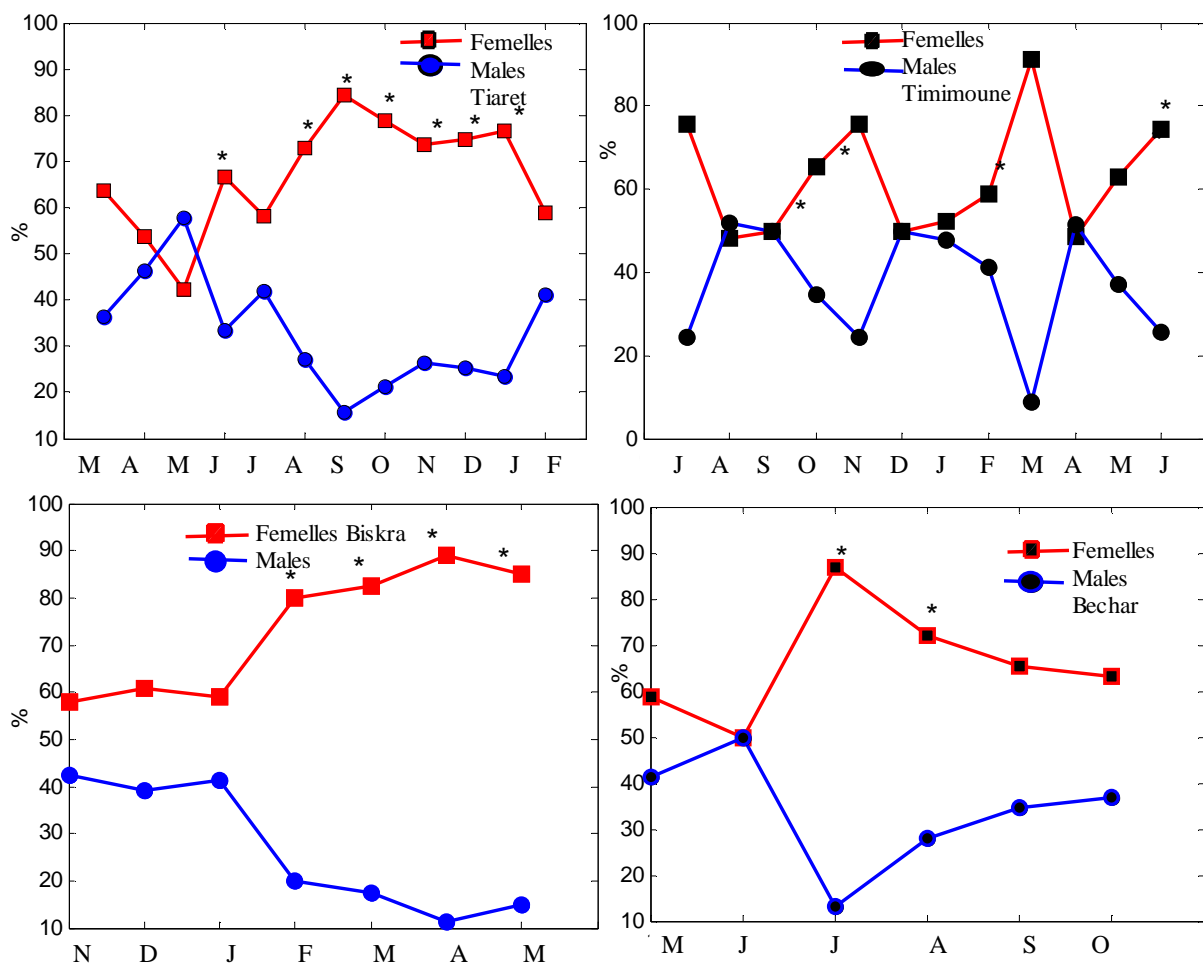 100
90
80
70
60
50
40
30
20
10
%
Femelles
Males
Tiaret
* * * * * * *
M A M J J A S O N D J F
100
80
60
40
20
0
%
Femelles
Males
Timimoune
* * * *
J A S O N D J F M A M J
100
90
80
70
60
50
40
30
20
10
%
Femelles Biskra
Males
* * * *
N D J F M A M
100
90
80
70
60
50
40
30
20
10
%
Femelles
Males
Bechar
* *
M J J A S O